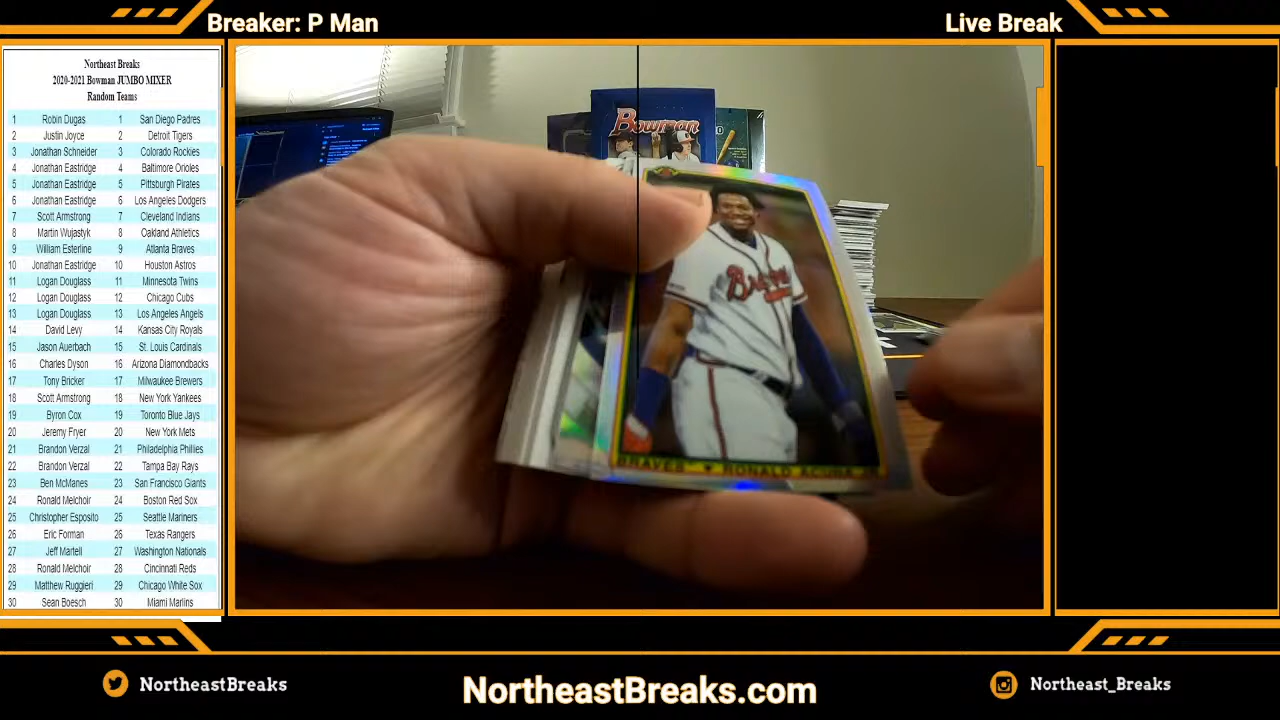 Breaker: P Man
Live Break
Northeast Breaks
2020-2021 Bowman JUMBO MIXER
Random Teams
1 Robin Dugas 1 San Diego Padres
2 Justin Joyce 2 Detroit Tigers
3 Jonathan Schneider 3 Colorado Rockies
4 Jonathan Eastridge 4 Baltimore Orioles
5 Jonathan Eastridge 5 Pittsburgh Pirates
6 Jonathan Eastridge 6 Los Angeles Dodgers
7 Scott Armstrong 7 Cleveland Indians
8 Martin Wujastyk 8 Oakland Athletics
9 William Esterline 9 Atlanta Braves
10 Jonathan Eastridge 10 Houston Astros
11 Logan Douglass 11 Minnesota Twins
12 Logan Douglass 12 Chicago Cubs
13 Logan Douglass 13 Los Angeles Angels
14 David Levy 14 Kansas City Royals
15 Jason Auerbach 15 St. Louis Cardinals
16 Charles Dyson 16 Arizona Diamondbacks
17 Tony Bricker 17 Milwaukee Brewers
18 Scott Armstrong 18 New York Yankees
19 Byron Cox 19 Toronto Blue Jays
20 Jeremy Fryer 20 New York Mets
21 Brandon Verzal 21 Philadelphia Phillies
22 Brandon Verzal 22 Tampa Bay Rays
23 Ben McManes 23 San Francisco Giants
24 Ronald Melchoir 24 Boston Red Sox
25 Christopher Esposito 25 Seattle Mariners
26 Eric Forman 26 Texas Rangers
27 Jeff Martell 27 Washington Nationals
28 Ronald Melchoir 28 Cincinnati Reds
29 Matthew Ruggieri 29 Chicago White Sox
30 Sean Boesch 30 Miami Marlins
Bowman
Braves
BRAVES • RONALD ACUÑA JR.
NortheastBreaks
NortheastBreaks.com
Northeast_Breaks